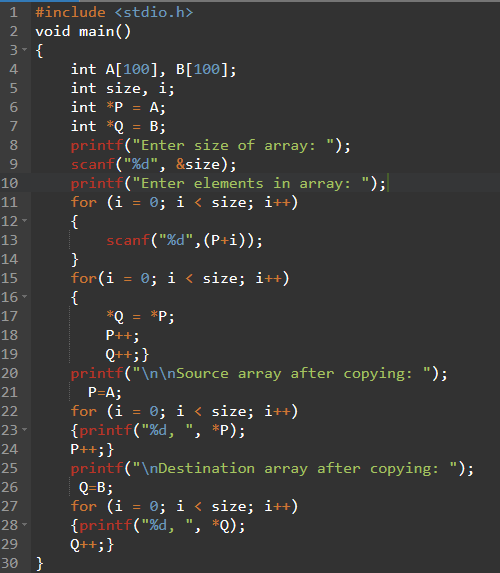 1 #include <stdio.h>
2 void main()
3 {
4 int A[100], B[100];
5 int size, i;
6 int *P = A;
7 int *Q = B;
8 printf("Enter size of array: ");
9 scanf("%d", &size);
10 printf("Enter elements in array: ");
11 for (i = 0; i < size; i++)
12 {
13 scanf("%d",(P+i));
14 }
15 for(i = 0; i < size; i++)
16 {
17 *Q = *P;
18 P++;
19 Q++;}
20 printf("\n\nSource array after copying: ");
21 P=A;
22 for (i = 0; i < size; i++)
23 {printf("%d, ", *P);
24 P++;}
25 printf("\nDestination array after copying: ");
26 Q=B;
27 for (i = 0; i < size; i++)
28 {printf("%d, ", *Q);
29 Q++;}
30 }